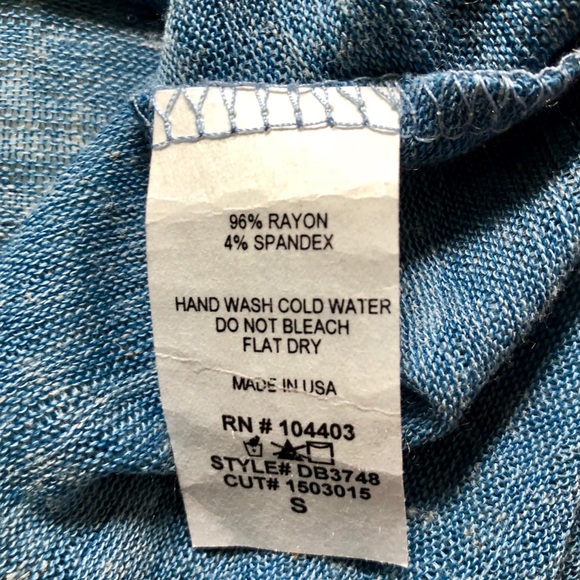 96% RAYON
4% SPANDEX
HAND WASH COLD WATER
DO NOT BLEACH
FLAT DRY
MADE IN USA
RN # 104403
STYLE# DB3748
CUT# 1503015
S